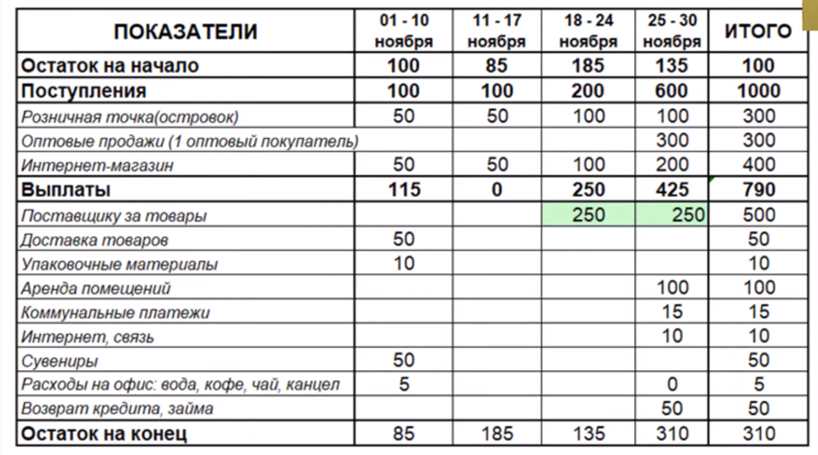 ПОКАЗАТЕЛИ 01 - 10 ноября 11 - 17 ноября 18 - 24 ноября 25 - 30 ноября ИТОГО
Остаток на начало 100 85 185 135 100
Поступления 100 100 200 600 1000
Розничная точка(островок) 50 50 100 100 300
Оптовые продажи (1 оптовый покупатель) 300 300
Интернет-магазин 50 50 100 200 400
Выплаты 115 0 250 425 790
Поставщику за товары 250 250 500
Доставка товаров 50 50
Упаковочные материалы 10 10
Аренда помещений 100 100
Коммунальные платежи 15 15
Интернет, связь 10 10
Сувениры 50 50
Расходы на офис: вода, кофе, чай, канцел 5 0 5
Возврат кредита, займа 50 50
Остаток на конец 85 185 135 310 310